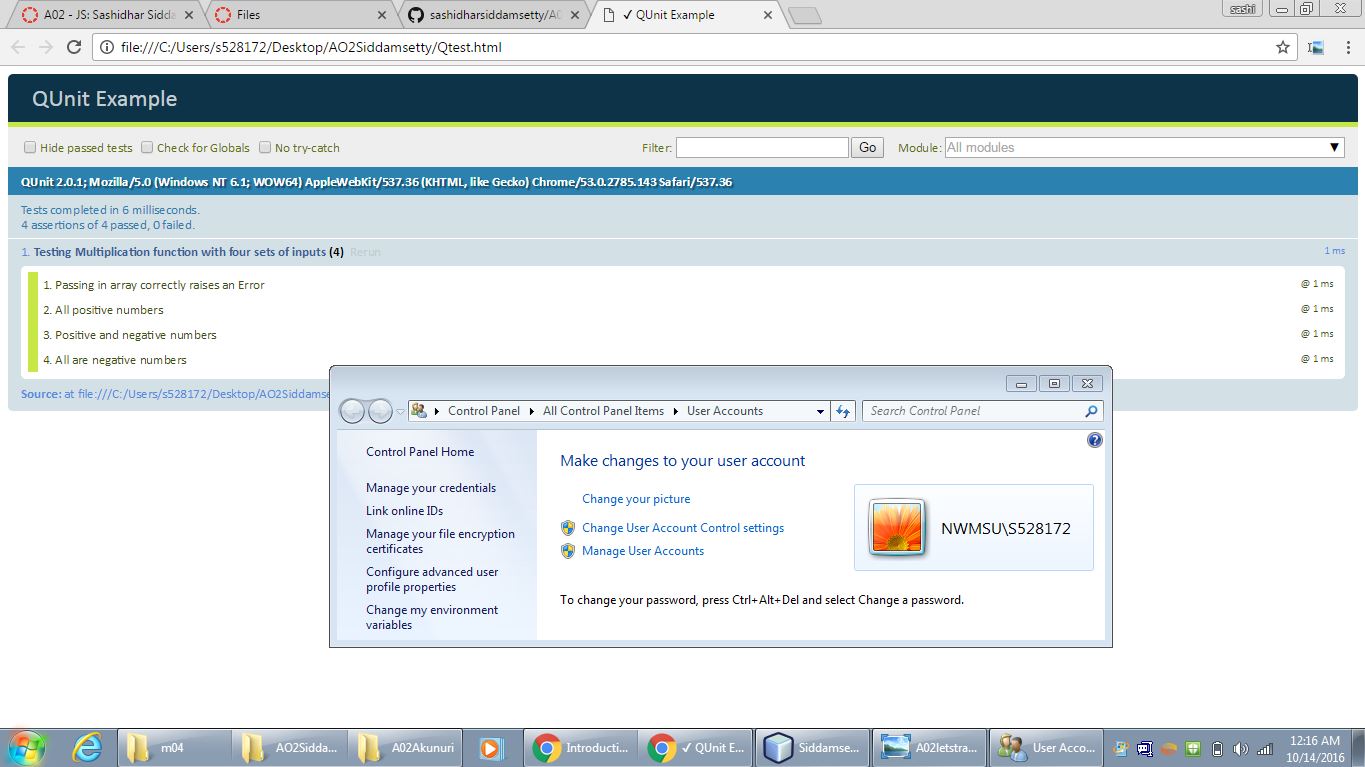 A02 - JS: Sashidhar Sidda
Files
sashidharsiddamsetty/A0
✓ QUnit Example
sashi
file:///C:/Users/s528172/Desktop/AO2Siddamsetty/Qtest.html
QUnit Example
Hide passed tests Check for Globals No try-catch Filter: Go Module: All modules
QUnit 2.0.1; Mozilla/5.0 (Windows NT 6.1; WOW64) AppleWebKit/537.36 (KHTML, like Gecko) Chrome/53.0.2785.143 Safari/537.36
Tests completed in 6 milliseconds.
4 assertions of 4 passed, 0 failed.
1. Testing Multiplication function with four sets of inputs (4) Rerun 1 ms
1. Passing in array correctly raises an Error @ 1 ms
2. All positive numbers @ 1 ms
3. Positive and negative numbers @ 1 ms
4. All are negative numbers @ 1 ms
Source: at file:///C:/Users/s528172/Desktop/AO2Siddamse
Control Panel All Control Panel Items User Accounts Search Control Panel
Control Panel Home
Manage your credentials
Link online IDs
Manage your file encryption
certificates
Configure advanced user
profile properties
Change my environment
variables
Make changes to your user account
Change your picture
Change User Account Control settings
Manage User Accounts
NWMSU\S528172
To change your password, press Ctrl+Alt+Del and select Change a password.
m04
AO2Sidda...
A02Akunuri
Introducti...
✓ QUnit E...
Siddamse...
A02letstra...
User Acco...
12:16 AM
10/14/2016